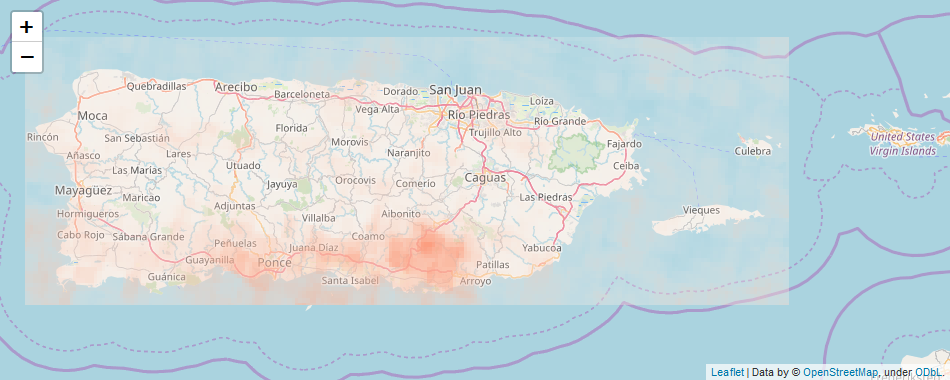 +
−
Quebradillas
Arecibo
Barceloneta
Dorado
San Juan
Loiza
Moca
Vega Alta
Río Piedras
Río Grande
Rincón
San Sebastián
Florida
Trujillo Alto
Fajardo
United States
Virgin Islands
Añasco
Lares
Morovis
Naranjito
Culebra
Las Marías
Utuado
Ceiba
Mayagüez
Maricao
Jayuya
Orocovis
Comerio
Caguas
Las Piedras
Hormigueros
Adjuntas
Villalba
Aibonito
Vieques
Cabo Rojo
Sábana Grande
Peñuelas
Juana Díaz
Coamo
Yabucoa
Guayanilla
Ponce
Patillas
Guánica
Santa Isabel
Arroyo
Leaflet | Data by © OpenStreetMap, under ODbL.